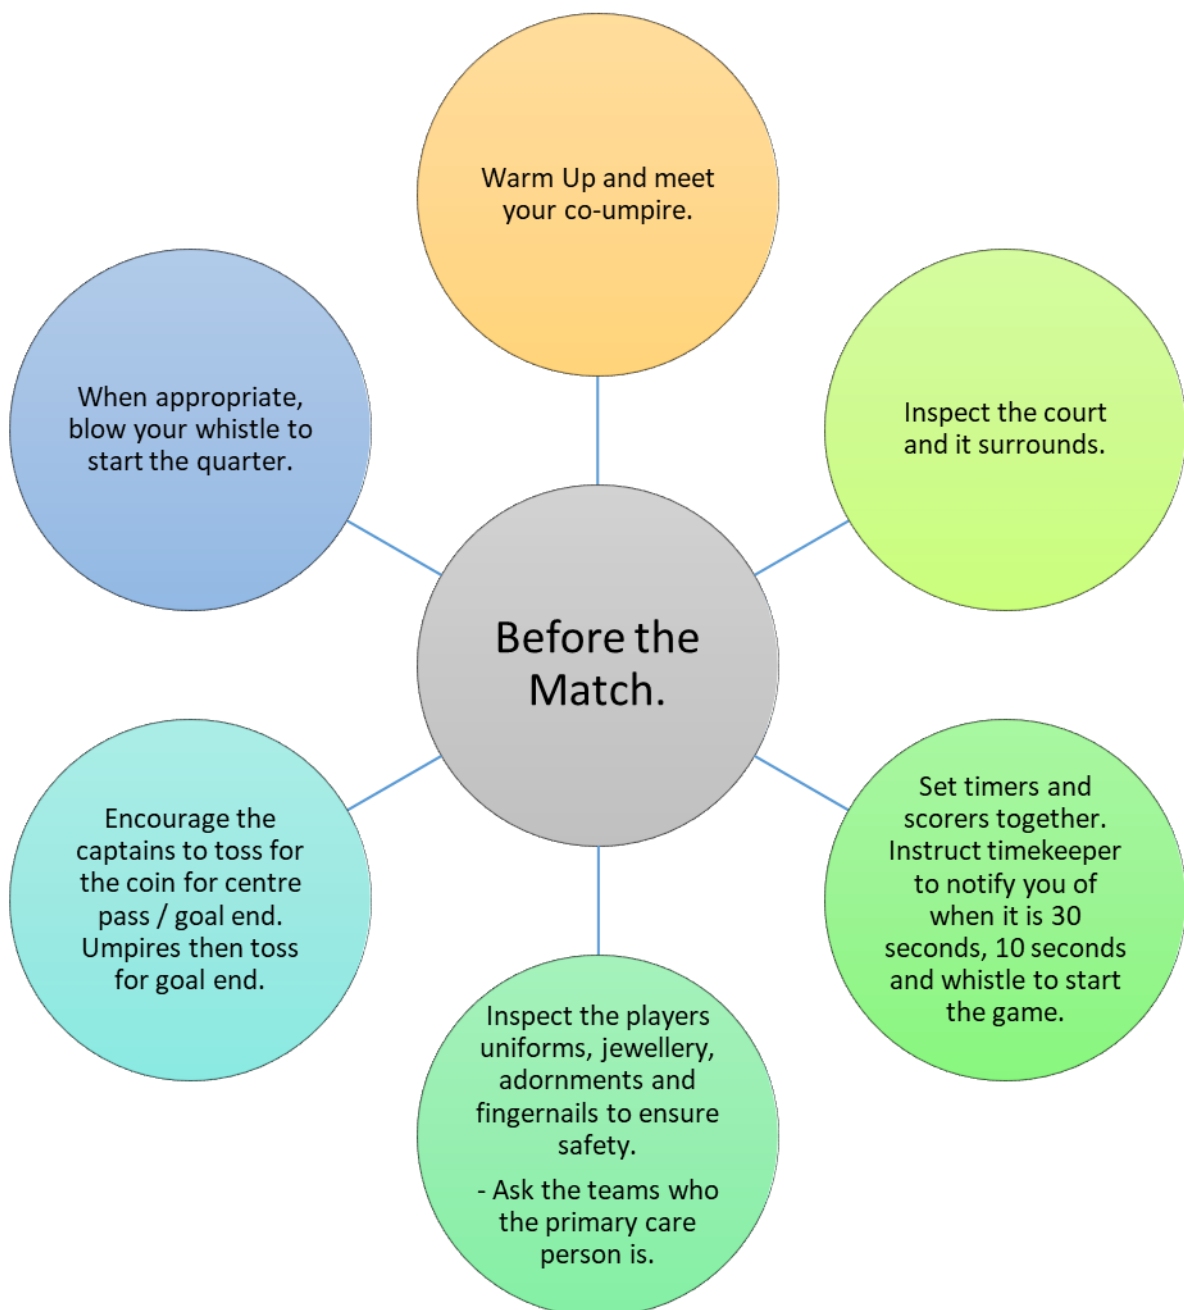 Warm Up and meet
your co-umpire.
Inspect the court
and it surrounds.
Set timers and
scorers together.
Instruct timekeeper
to notify you of
when it is 30
seconds, 10 seconds
and whistle to start
the game.
Inspect the players
uniforms, jewellery,
adornments and
fingernails to ensure
safety.
- Ask the teams who
the primary care
person is.
Encourage the
captains to toss for
the coin for centre
pass / goal end.
Umpires then toss
for goal end.
When appropriate,
blow your whistle to
start the quarter.
Before the
Match.